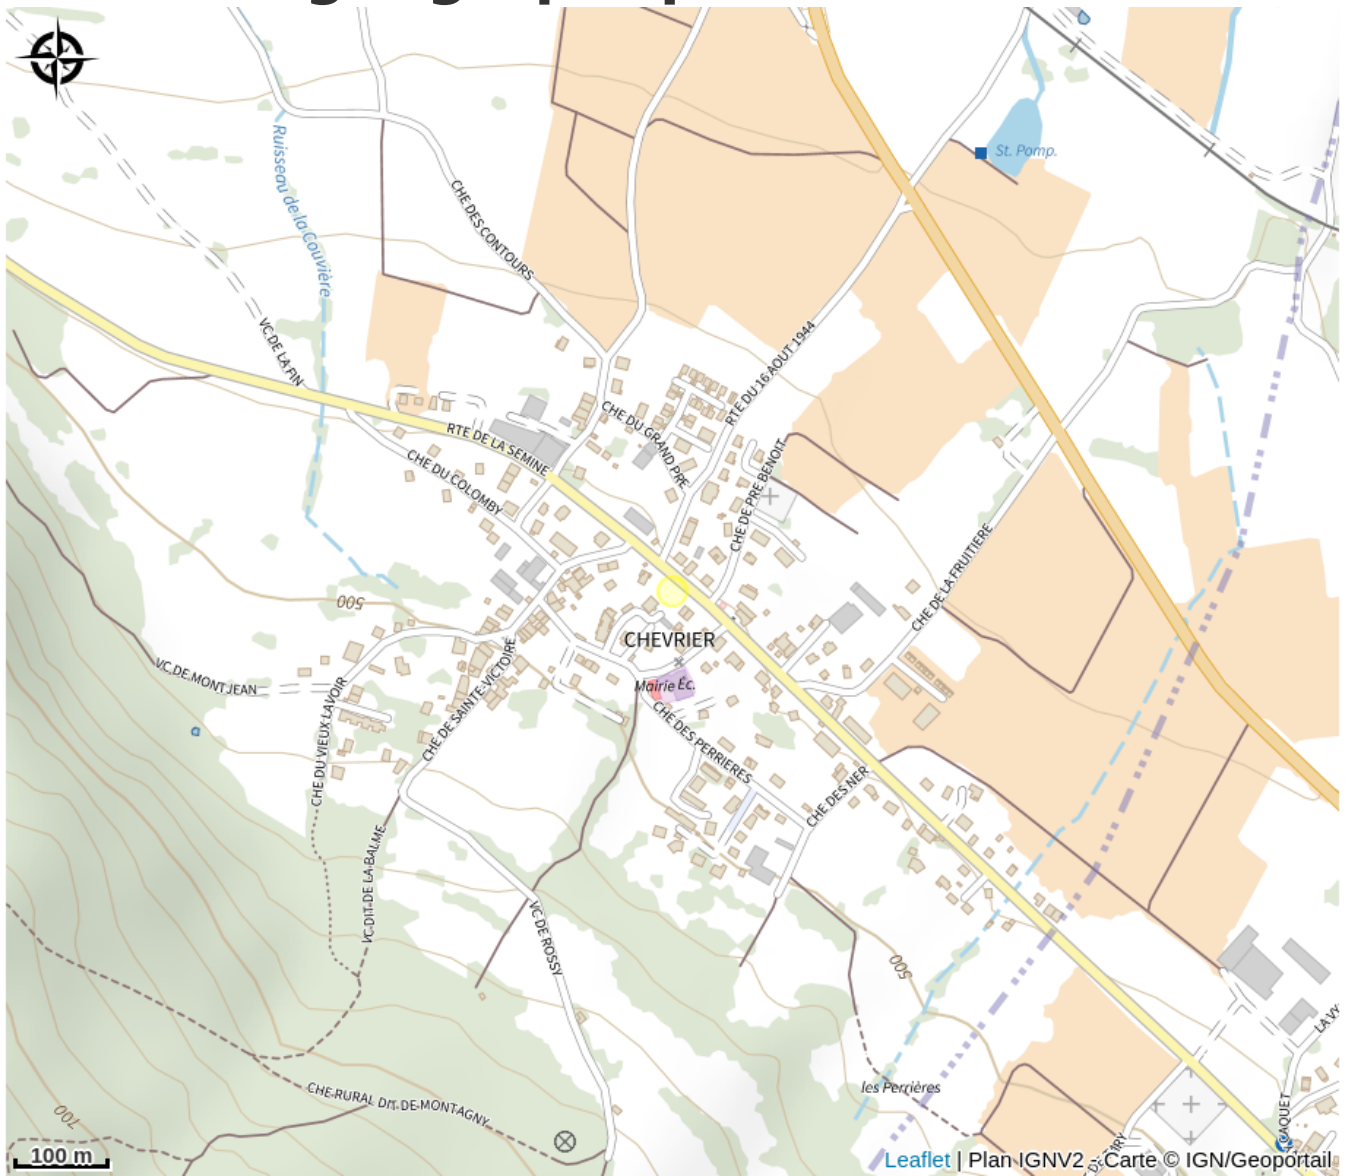 St. Pomp.
Ruisseau de la Couvière
CHE DES CONTOURS
VC DE LA FIN
RTE DU 16 AOUT 1944
CHE DU GRAND PRE
RTE DE LA SEMINE
CHE DU COLOMBY
CHE DE PRE BENOIT
CHE DE LA FRUITIERE
500
CHEVRIER
VC DE MONTJEAN
Mairie Éc.
CHE DE SAINTE-VICTOIRE
CHE DU VIEUX LAVOIR
CHE DES PERRIERES
CHE DES NER
VC DIT DE LA BALME
VC DE ROSSY
500
LA VY
les Perrières
CHE RURAL DIT DE MONTAGNY
700
CAQUET
100 m
Leaflet | Plan IGNV2 - Carte © IGN/Geoportail